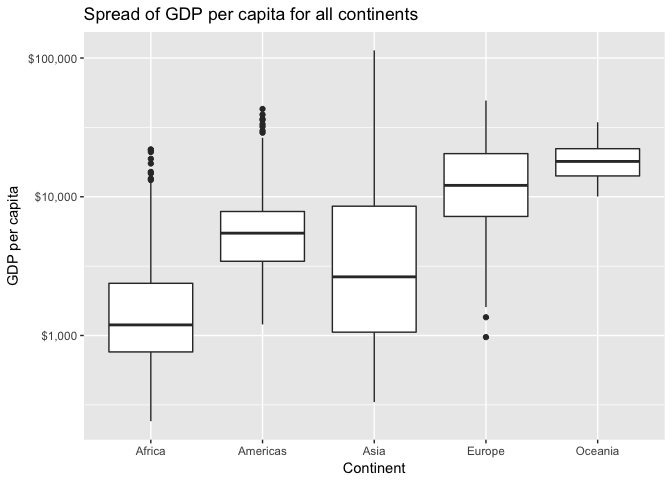 Spread of GDP per capita for all continents
GDP per capita
$100,000
$10,000
$1,000
Africa
Americas
Asia
Europe
Oceania
Continent